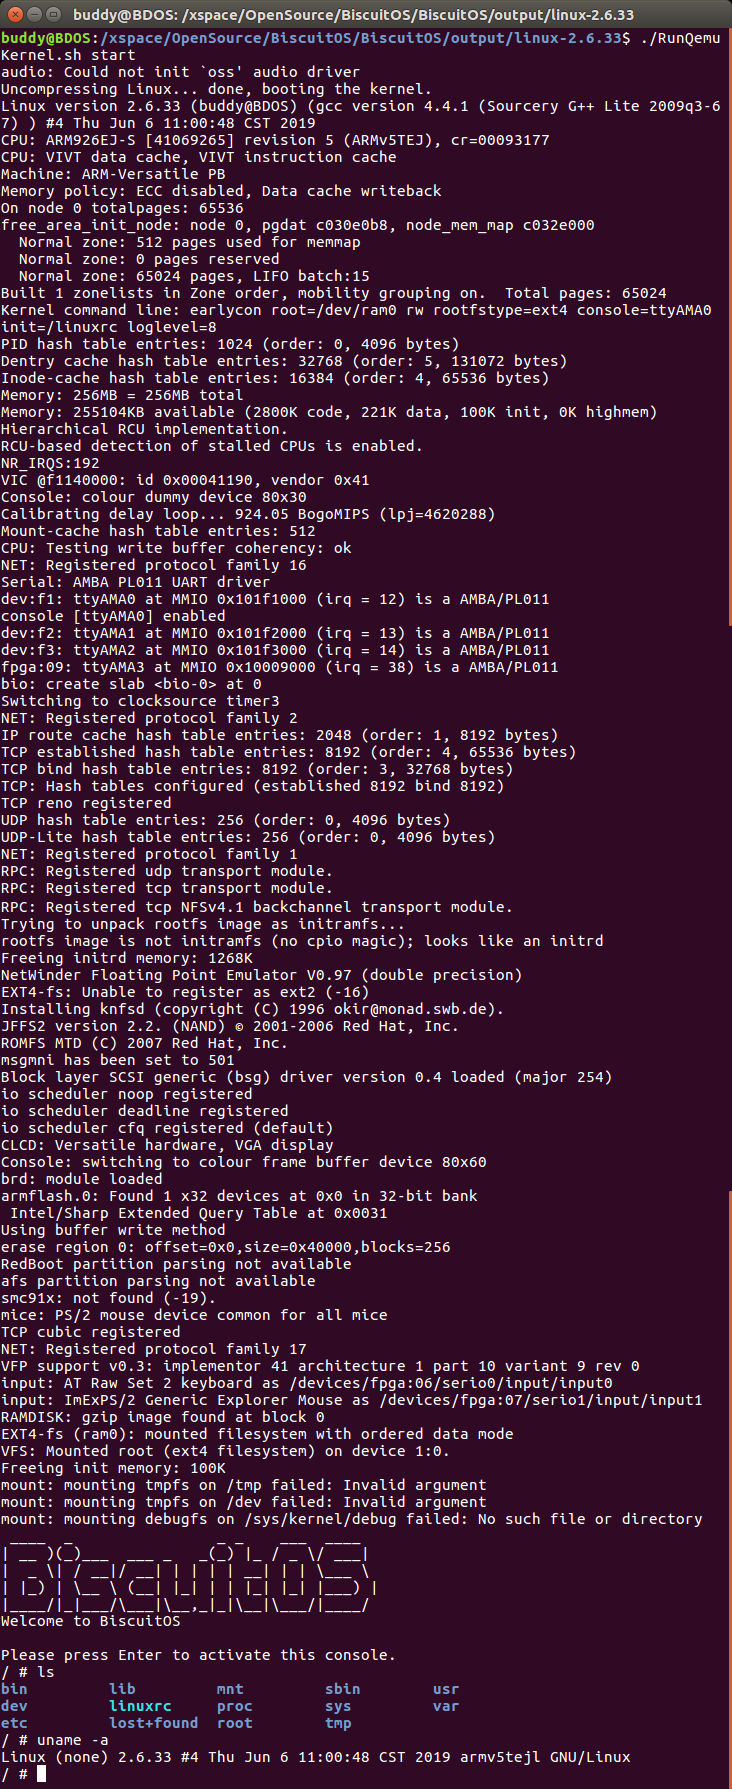 buddy@BDOS: /xspace/OpenSource/BiscuitOS/BiscuitOS/output/linux-2.6.33
buddy@BDOS:/xspace/OpenSource/BiscuitOS/BiscuitOS/output/linux-2.6.33$ ./RunQemu
Kernel.sh start
audio: Could not init `oss' audio driver
Uncompressing Linux... done, booting the kernel.
Linux version 2.6.33 (buddy@BDOS) (gcc version 4.4.1 (Sourcery G++ Lite 2009q3-6
7) ) #4 Thu Jun 6 11:00:48 CST 2019
CPU: ARM926EJ-S [41069265] revision 5 (ARMv5TEJ), cr=00093177
CPU: VIVT data cache, VIVT instruction cache
Machine: ARM-Versatile PB
Memory policy: ECC disabled, Data cache writeback
On node 0 totalpages: 65536
free_area_init_node: node 0, pgdat c030e0b8, node_mem_map c032e000
  Normal zone: 512 pages used for memmap
  Normal zone: 0 pages reserved
  Normal zone: 65024 pages, LIFO batch:15
Built 1 zonelists in Zone order, mobility grouping on.  Total pages: 65024
Kernel command line: earlycon root=/dev/ram0 rw rootfstype=ext4 console=ttyAMA0
init=/linuxrc loglevel=8
PID hash table entries: 1024 (order: 0, 4096 bytes)
Dentry cache hash table entries: 32768 (order: 5, 131072 bytes)
Inode-cache hash table entries: 16384 (order: 4, 65536 bytes)
Memory: 256MB = 256MB total
Memory: 255104KB available (2800K code, 221K data, 100K init, 0K highmem)
Hierarchical RCU implementation.
RCU-based detection of stalled CPUs is enabled.
NR_IRQS:192
VIC @f1140000: id 0x00041190, vendor 0x41
Console: colour dummy device 80x30
Calibrating delay loop... 924.05 BogoMIPS (lpj=4620288)
Mount-cache hash table entries: 512
CPU: Testing write buffer coherency: ok
NET: Registered protocol family 16
Serial: AMBA PL011 UART driver
dev:f1: ttyAMA0 at MMIO 0x101f1000 (irq = 12) is a AMBA/PL011
console [ttyAMA0] enabled
dev:f2: ttyAMA1 at MMIO 0x101f2000 (irq = 13) is a AMBA/PL011
dev:f3: ttyAMA2 at MMIO 0x101f3000 (irq = 14) is a AMBA/PL011
fpga:09: ttyAMA3 at MMIO 0x10009000 (irq = 38) is a AMBA/PL011
bio: create slab <bio-0> at 0
Switching to clocksource timer3
NET: Registered protocol family 2
IP route cache hash table entries: 2048 (order: 1, 8192 bytes)
TCP established hash table entries: 8192 (order: 4, 65536 bytes)
TCP bind hash table entries: 8192 (order: 3, 32768 bytes)
TCP: Hash tables configured (established 8192 bind 8192)
TCP reno registered
UDP hash table entries: 256 (order: 0, 4096 bytes)
UDP-Lite hash table entries: 256 (order: 0, 4096 bytes)
NET: Registered protocol family 1
RPC: Registered udp transport module.
RPC: Registered tcp transport module.
RPC: Registered tcp NFSv4.1 backchannel transport module.
Trying to unpack rootfs image as initramfs...
rootfs image is not initramfs (no cpio magic); looks like an initrd
Freeing initrd memory: 1268K
NetWinder Floating Point Emulator V0.97 (double precision)
EXT4-fs: Unable to register as ext2 (-16)
Installing knfsd (copyright (C) 1996 okir@monad.swb.de).
JFFS2 version 2.2. (NAND) © 2001-2006 Red Hat, Inc.
ROMFS MTD (C) 2007 Red Hat, Inc.
msgmni has been set to 501
Block layer SCSI generic (bsg) driver version 0.4 loaded (major 254)
io scheduler noop registered
io scheduler deadline registered
io scheduler cfq registered (default)
CLCD: Versatile hardware, VGA display
Console: switching to colour frame buffer device 80x60
brd: module loaded
armflash.0: Found 1 x32 devices at 0x0 in 32-bit bank
 Intel/Sharp Extended Query Table at 0x0031
Using buffer write method
erase region 0: offset=0x0,size=0x40000,blocks=256
RedBoot partition parsing not available
afs partition parsing not available
smc91x: not found (-19).
mice: PS/2 mouse device common for all mice
TCP cubic registered
NET: Registered protocol family 17
VFP support v0.3: implementor 41 architecture 1 part 10 variant 9 rev 0
input: AT Raw Set 2 keyboard as /devices/fpga:06/serio0/input/input0
input: ImExPS/2 Generic Explorer Mouse as /devices/fpga:07/serio1/input/input1
RAMDISK: gzip image found at block 0
EXT4-fs (ram0): mounted filesystem with ordered data mode
VFS: Mounted root (ext4 filesystem) on device 1:0.
Freeing init memory: 100K
mount: mounting tmpfs on /tmp failed: Invalid argument
mount: mounting tmpfs on /dev failed: Invalid argument
mount: mounting debugfs on /sys/kernel/debug failed: No such file or directory
BiscuitOS
Welcome to BiscuitOS
Please press Enter to activate this console.
/ # ls
bin         lib         mnt         sbin        usr
dev         linuxrc     proc        sys         var
etc         lost+found  root        tmp
/ # uname -a
Linux (none) 2.6.33 #4 Thu Jun 6 11:00:48 CST 2019 armv5tejl GNU/Linux
/ #